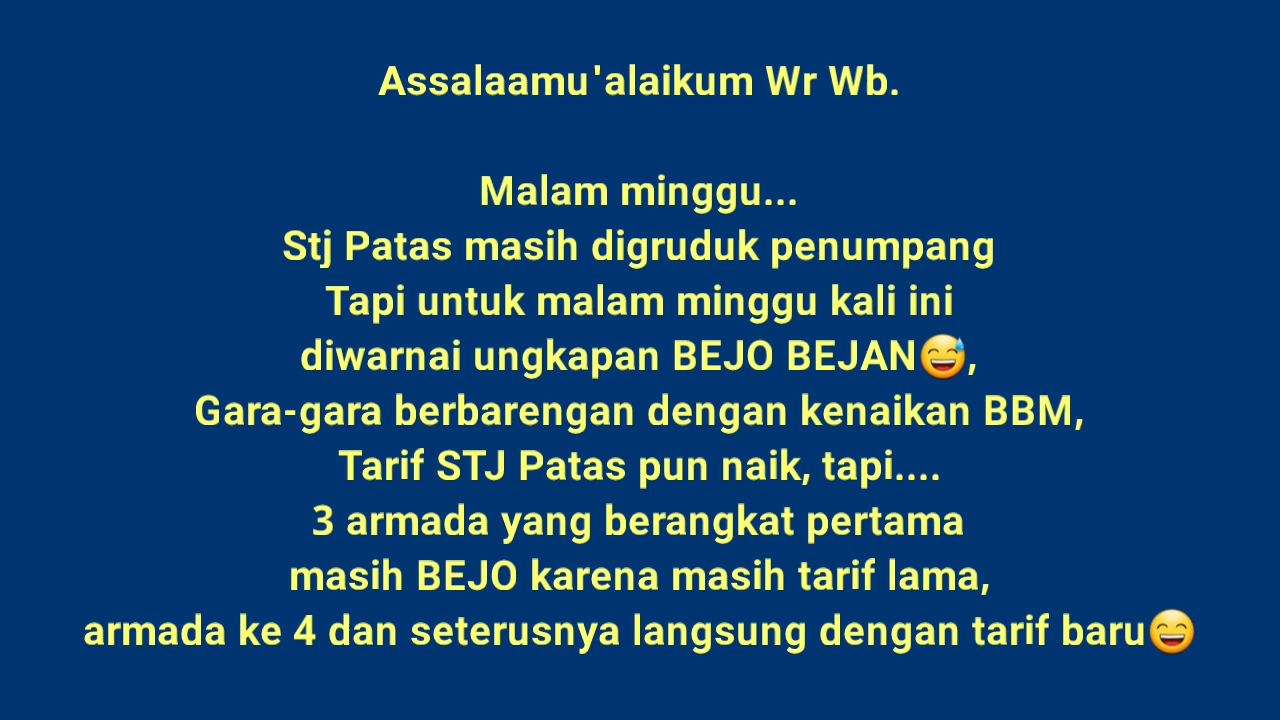 Assalaamu'alaikum Wr Wb.
Malam minggu...
Stj Patas masih digruduk penumpang
Tapi untuk malam minggu kali ini
diwarnai ungkapan BEJO BEJAN😅,
Gara-gara berbarengan dengan kenaikan BBM,
Tarif STJ Patas pun naik, tapi....
3 armada yang berangkat pertama
masih BEJO karena masih tarif lama,
armada ke 4 dan seterusnya langsung dengan tarif baru😄